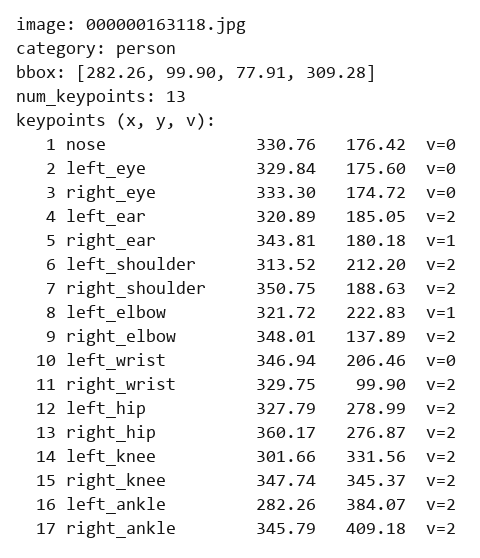 image: 000000163118.jpg
category: person
bbox: [282.26, 99.90, 77.91, 309.28]
num_keypoints: 13
keypoints (x, y, v):
1 nose 330.76 176.42 v=0
2 left_eye 329.84 175.60 v=0
3 right_eye 333.30 174.72 v=0
4 left_ear 320.89 185.05 v=2
5 right_ear 343.81 180.18 v=1
6 left_shoulder 313.52 212.20 v=2
7 right_shoulder 350.75 188.63 v=2
8 left_elbow 321.72 222.83 v=1
9 right_elbow 348.01 137.89 v=2
10 left_wrist 346.94 206.46 v=0
11 right_wrist 329.75 99.90 v=2
12 left_hip 327.79 278.99 v=2
13 right_hip 360.17 276.87 v=2
14 left_knee 301.66 331.56 v=2
15 right_knee 347.74 345.37 v=2
16 left_ankle 282.26 384.07 v=2
17 right_ankle 345.79 409.18 v=2